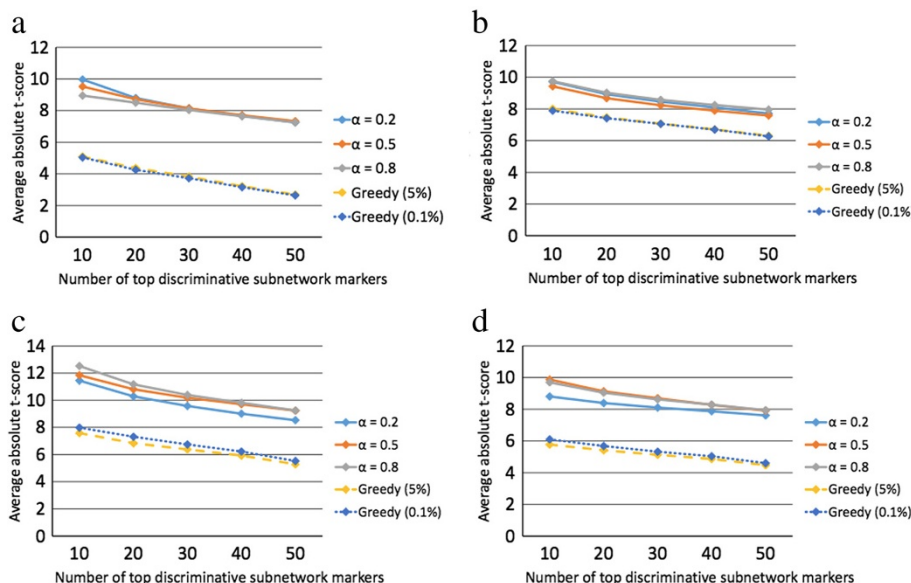 a
12
10
8
6
4
2
0
Average absolute t-score
10 20 30 40 50
Number of top discriminative subnetwork markers
α = 0.2
α = 0.5
α = 0.8
Greedy (5%)
Greedy (0.1%)
b
12
10
8
6
4
2
0
Average absolute t-score
10 20 30 40 50
Number of top discriminative subnetwork markers
α = 0.2
α = 0.5
α = 0.8
Greedy (5%)
Greedy (0.1%)
c
14
12
10
8
6
4
2
0
Average absolute t-score
10 20 30 40 50
Number of top discriminative subnetwork markers
α = 0.2
α = 0.5
α = 0.8
Greedy (5%)
Greedy (0.1%)
d
12
10
8
6
4
2
0
Average absolute t-score
10 20 30 40 50
Number of top discriminative subnetwork markers
α = 0.2
α = 0.5
α = 0.8
Greedy (5%)
Greedy (0.1%)